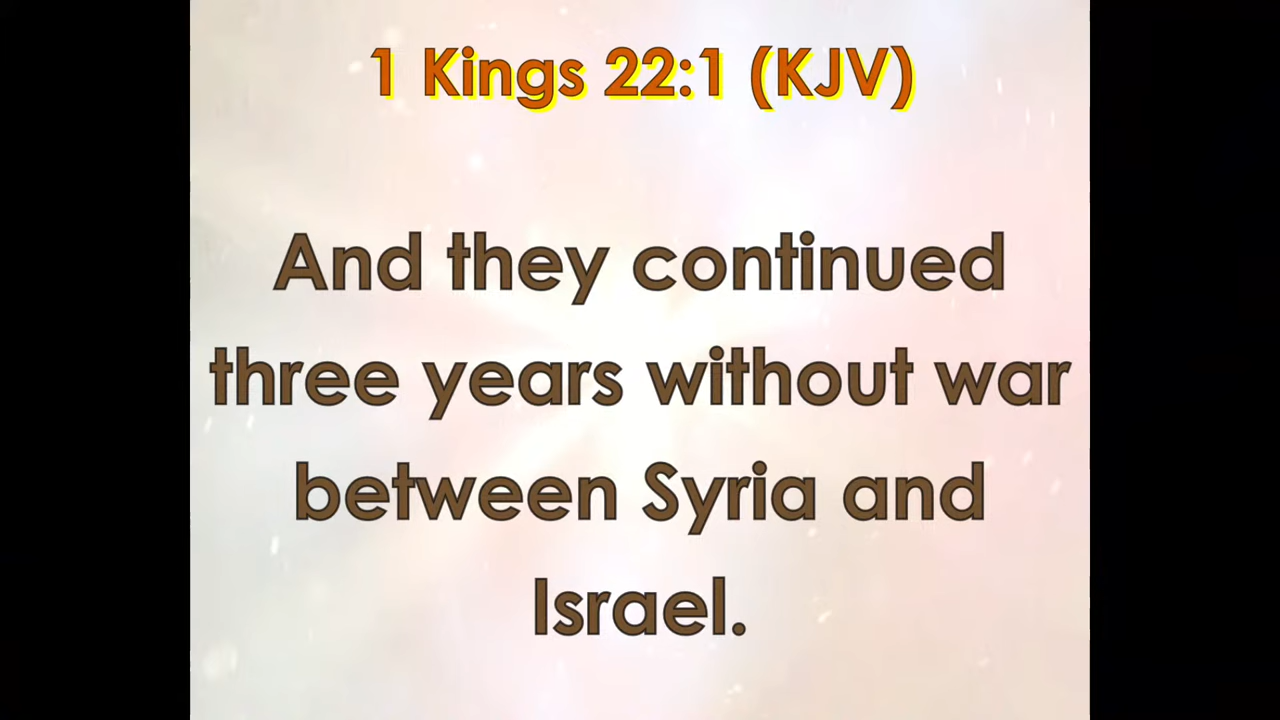 1 Kings 22:1 (KJV)
And they continued
three years without war
between Syria and
Israel.